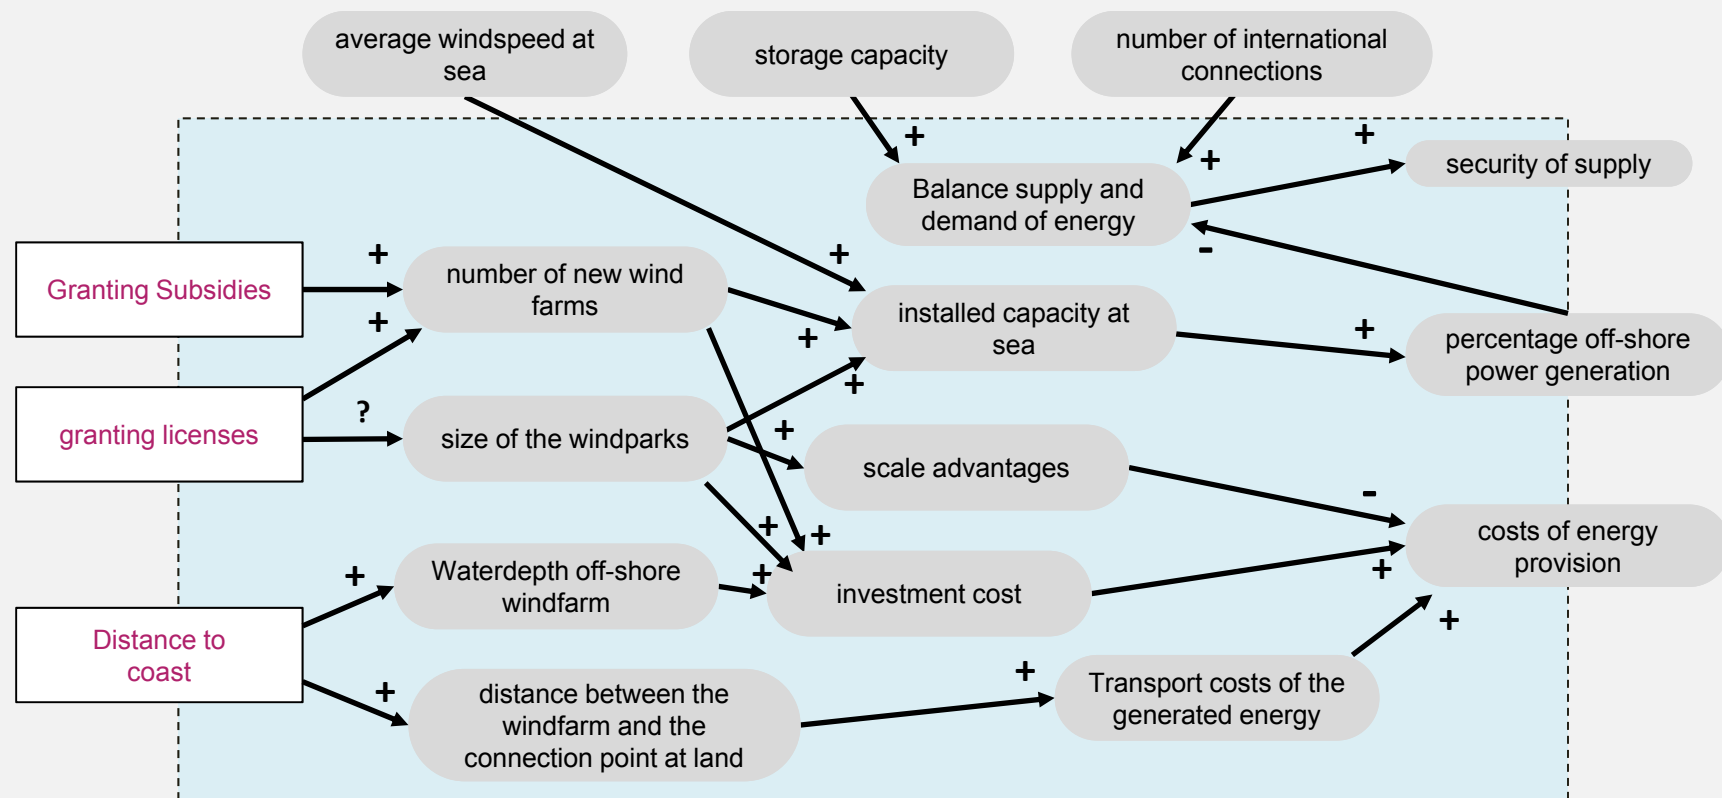 average windspeed at
sea
storage capacity
number of international
connections
+
+
+
security of supply
Balance supply and
demand of energy
-
Granting Subsidies
+
number of new wind
farms
+
installed capacity at
sea
+
+
percentage off-shore
power generation
+
granting licenses
?
size of the windparks
+
+
scale advantages
-
costs of energy
provision
+
+
+
Waterdepth off-shore
windfarm
+
investment cost
+
Distance to
coast
+
+
distance between the
windfarm and the
connection point at land
+
Transport costs of the
generated energy
+